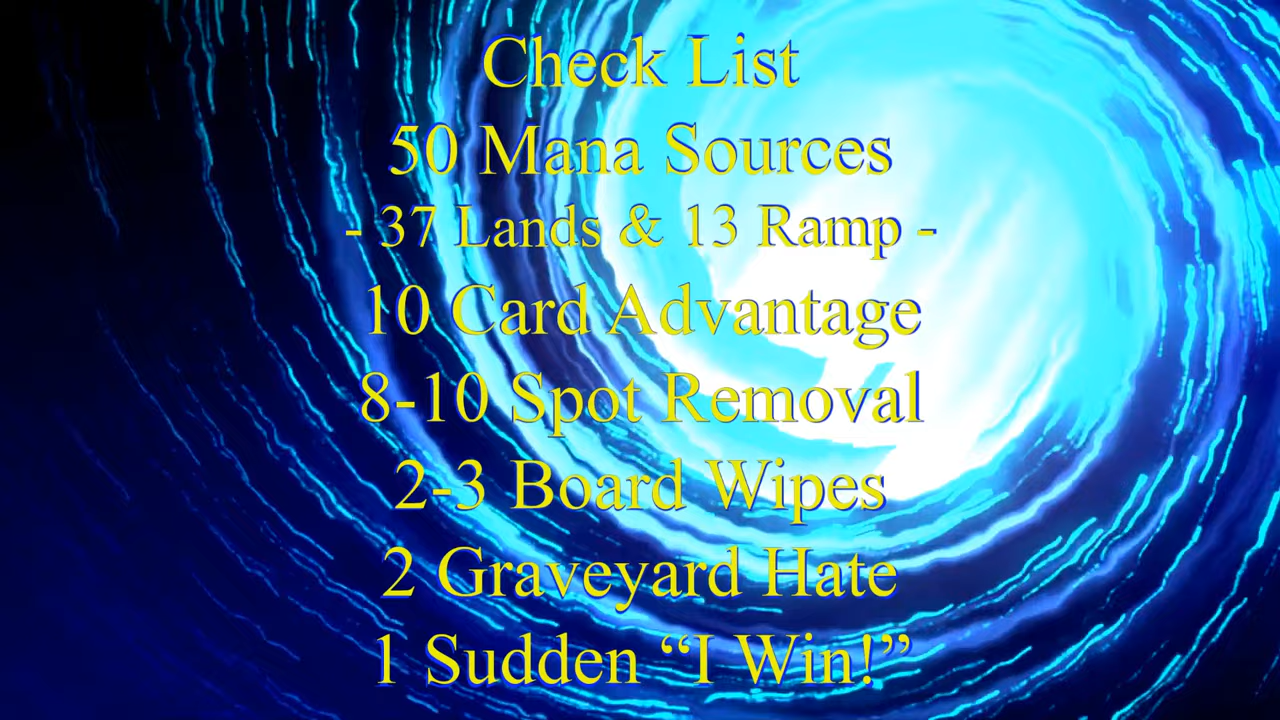 Check List
50 Mana Sources
- 37 Lands & 13 Ramp -
10 Card Advantage
8-10 Spot Removal
2-3 Board Wipes
2 Graveyard Hate
1 Sudden “I Win!”